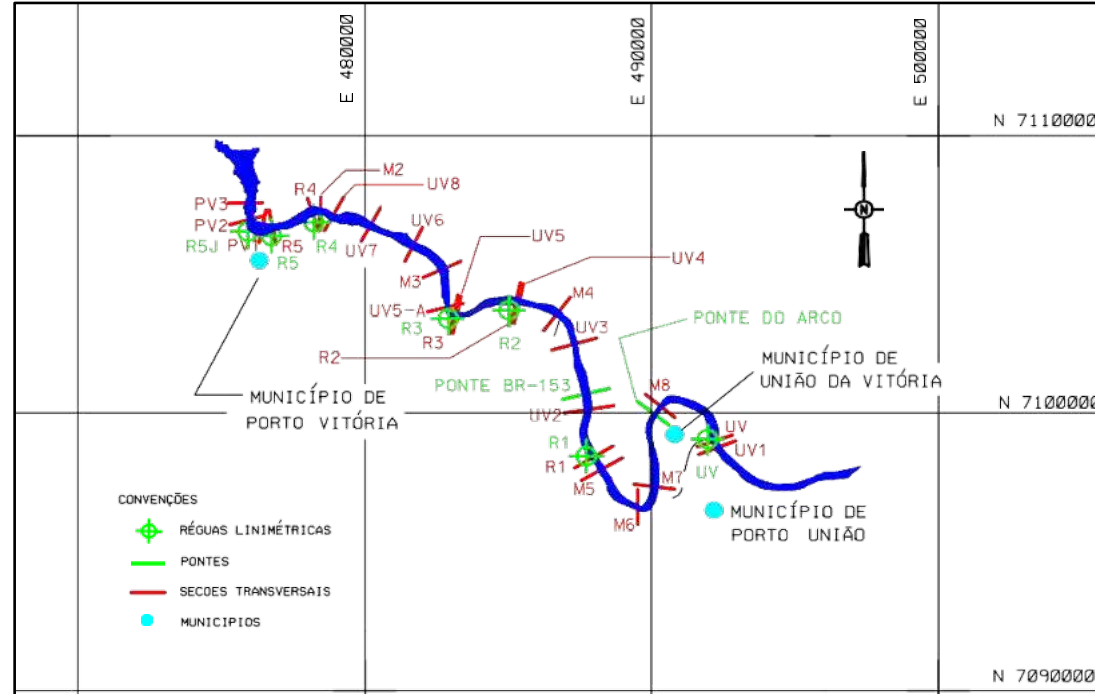 E 480000
E 490000
E 500000
N 7110000
M2
R4
UV8
PV3
PV2
UV6
R5J
PV1
R5
R4
UV7
R5
UV5
UV4
M3
UV5-A
M4
R3
PONTE DO ARCO
R3
R2
UV3
R2
MUNICÍPIO DE
UNIÃO DA VITÓRIA
PONTE BR-153
M8
MUNICÍPIO DE
PORTO VITÓRIA
N 7100000
UV2
UV
R1
UV
UV1
R1
M5
M7
CONVENÇÕES
MUNICÍPIO DE
PORTO UNIÃO
M6
RÉGUAS LINIMÉTRICAS
PONTES
SECOES TRANSVERSAIS
MUNICIPIOS
N 7090000
N